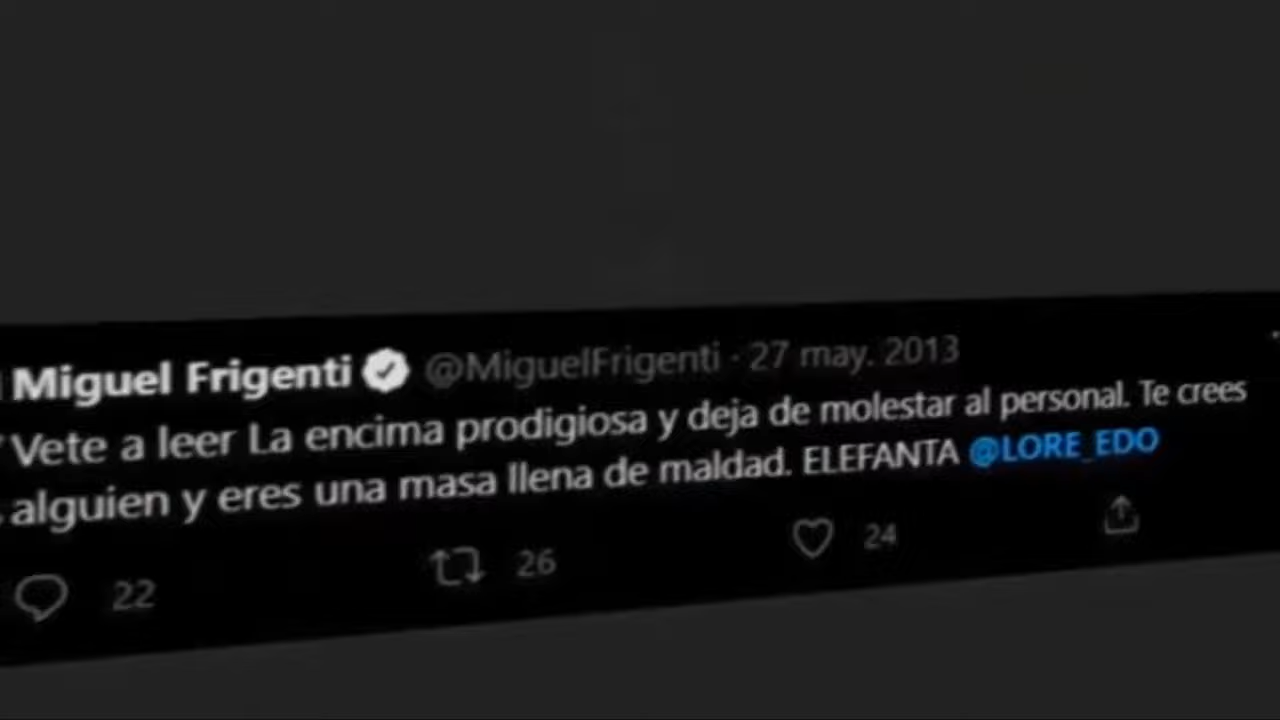 Miguel Frigenti @MiguelFrigenti · 27 may. 2013
Vete a leer La encima prodigiosa y deja de molestar al personal. Te crees
alguien y eres una masa llena de maldad. ELEFANTA @LORE_EDO
22 26 24